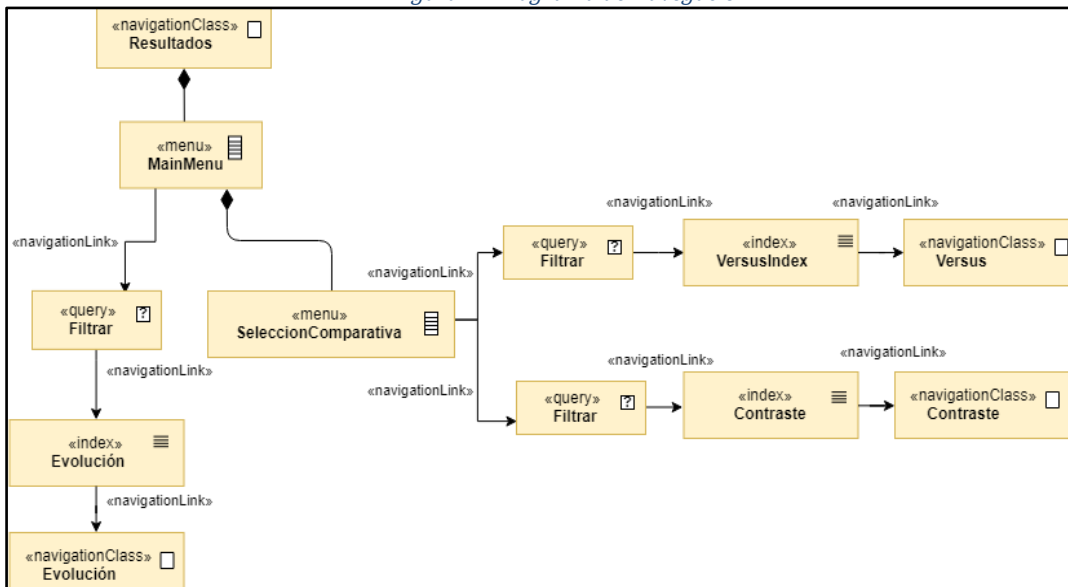 «navigationClass»
Resultados
«menu»
MainMenu
«navigationLink»
«query»
Filtrar
«navigationLink»
«index»
Evolución
«navigationLink»
«navigationClass»
Evolución
«menu»
SeleccionComparativa
«navigationLink»
«query»
Filtrar
«navigationLink»
«index»
VersusIndex
«navigationLink»
«navigationClass»
Versus
«navigationLink»
«query»
Filtrar
«navigationLink»
«index»
Contraste
«navigationLink»
«navigationClass»
Contraste